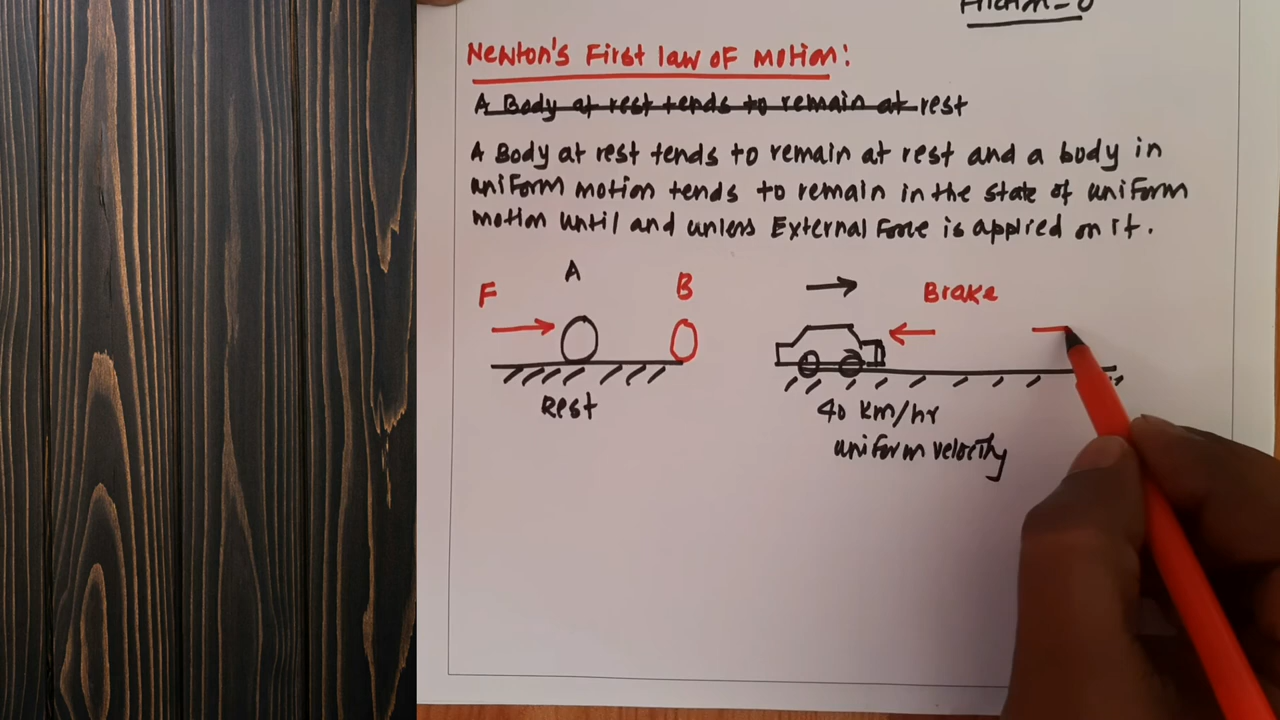 Newton's First law of motion:
A Body at rest tends to remain at rest
A Body at rest tends to remain at rest and a body in
uniform motion tends to remain in the state of uniform
motion until and unless External Force is applied on it.
F
A
B
Brake
Rest
40 km/hr
uniform velocity